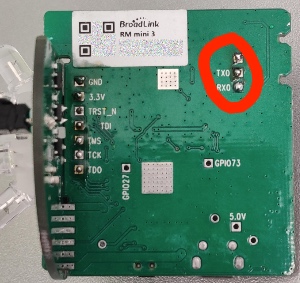 BroadLink
RM mini 3
TX0
RX0
GND
3.3V
TRST_N
TDI
TMS
TCK
TDO
GPIO27
GPIO73
5.0V